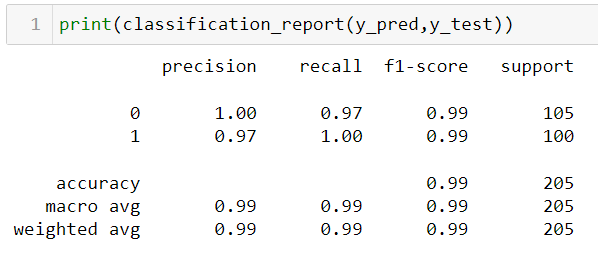 1 print(classification_report(y_pred,y_test))
precision recall f1-score support
0 1.00 0.97 0.99 105
1 0.97 1.00 0.99 100
accuracy 0.99 205
macro avg 0.99 0.99 0.99 205
weighted avg 0.99 0.99 0.99 205